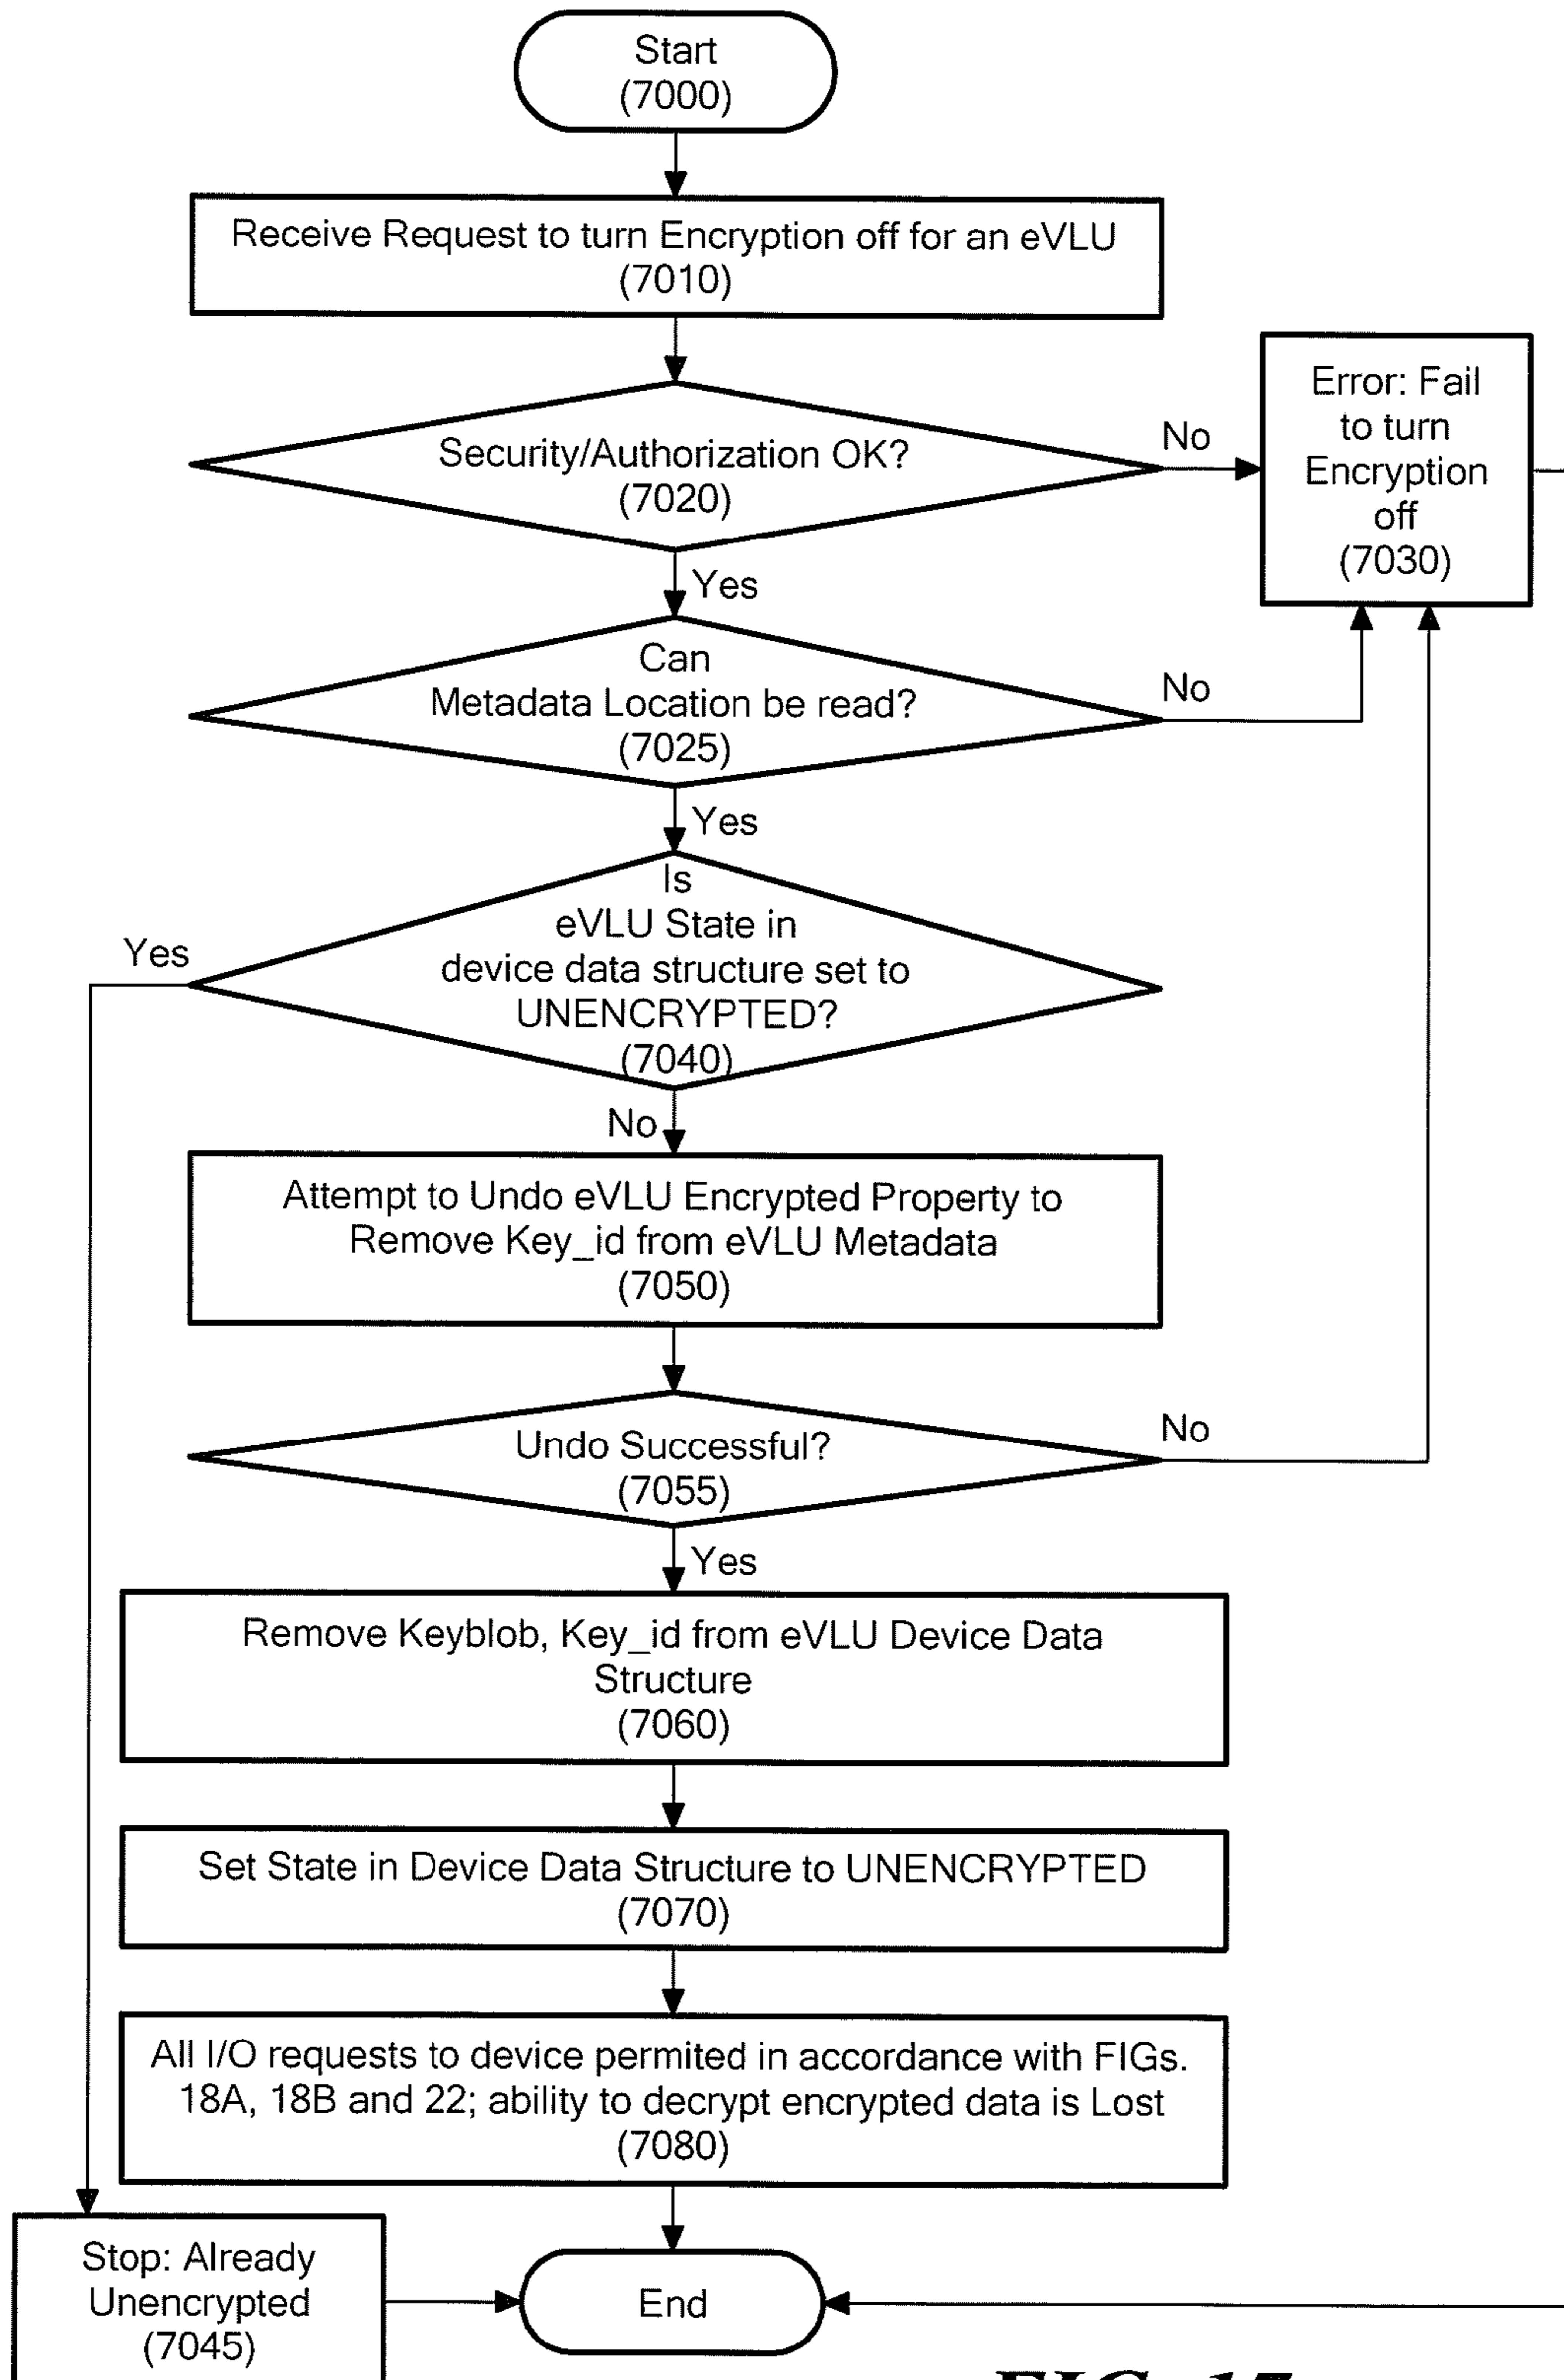 Start
(7000)
Receive Request to turn Encryption off for an eVLU
(7010)
Security/Authorization OK?
(7020)
No
Error: Fail
to turn
Encryption
off
(7030)
Yes
Can
Metadata Location be read?
(7025)
No
Yes
Is
eVLU State in
device data structure set to
UNENCRYPTED?
(7040)
Yes
No
Attempt to Undo eVLU Encrypted Property to
Remove Key_id from eVLU Metadata
(7050)
Undo Successful?
(7055)
No
Yes
Remove Keyblob, Key_id from eVLU Device Data
Structure
(7060)
Set State in Device Data Structure to UNENCRYPTED
(7070)
All I/O requests to device permited in accordance with FIGs.
18A, 18B and 22; ability to decrypt encrypted data is Lost
(7080)
Stop: Already
Unencrypted
(7045)
End